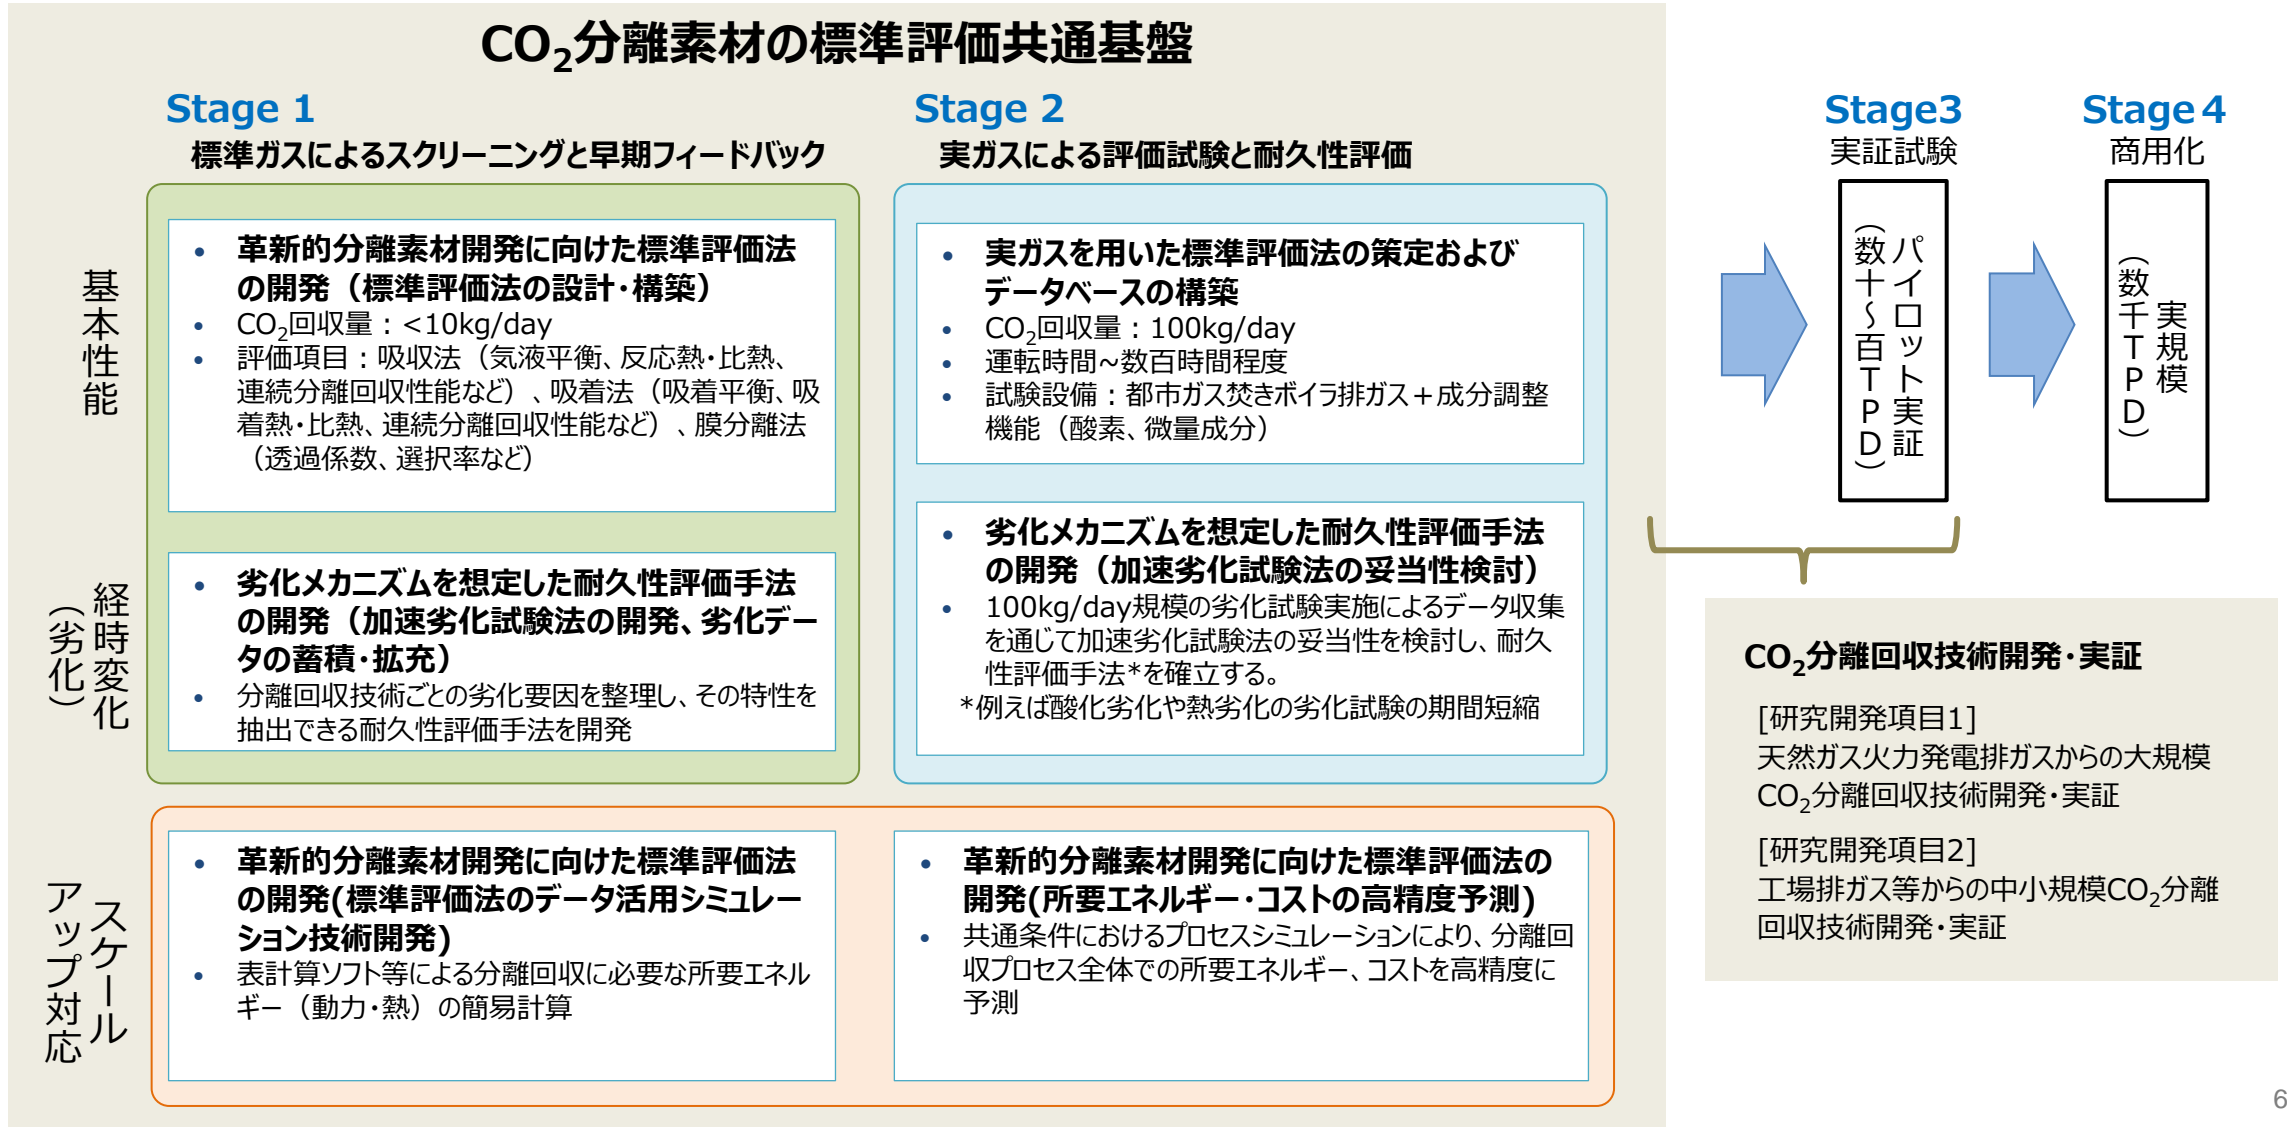 CO₂分離素材の標準評価共通基盤
Stage 1
標準ガスによるスクリーニングと早期フィードバック
Stage 2
実ガスによる評価試験と耐久性評価
基本性能
• 革新的分離素材開発に向けた標準評価法
の開発（標準評価法の設計・構築）
• CO₂回収量：<10kg/day
• 評価項目：吸収法（気液平衡、反応熱・比熱、
連続分離回収性能など）、吸着法（吸着平衡、吸
着熱・比熱、連続分離回収性能など）、膜分離法
（透過係数、選択率など）
• 実ガスを用いた標準評価法の策定および
データベースの構築
• CO₂回収量：100kg/day
• 運転時間~数百時間程度
• 試験設備：都市ガス焚きボイラ排ガス＋成分調整
機能（酸素、微量成分）
経時変化
（劣化）
• 劣化メカニズムを想定した耐久性評価手法
の開発（加速劣化試験法の開発、劣化デー
タの蓄積・拡充）
• 分離回収技術ごとの劣化要因を整理し、その特性を
抽出できる耐久性評価手法を開発
• 劣化メカニズムを想定した耐久性評価手法
の開発（加速劣化試験法の妥当性検討）
• 100kg/day規模の劣化試験実施によるデータ収集
を通じて加速劣化試験法の妥当性を検討し、耐久
性評価手法*を確立する。
*例えば酸化劣化や熱劣化の劣化試験の期間短縮
スケール
アップ対応
• 革新的分離素材開発に向けた標準評価法
の開発(標準評価法のデータ活用シミュレー
ション技術開発)
• 表計算ソフト等による分離回収に必要な所要エネル
ギー（動力・熱）の簡易計算
• 革新的分離素材開発に向けた標準評価法の
開発(所要エネルギー・コストの高精度予測)
• 共通条件におけるプロセスシミュレーションにより、分離回
収プロセス全体での所要エネルギー、コストを高精度に
予測
Stage3
実証試験
パイロット実証
（数十～百TPD）
Stage４
商用化
実規模
（数千TPD）
CO₂分離回収技術開発・実証
[研究開発項目1]
天然ガス火力発電排ガスからの大規模
CO₂分離回収技術開発・実証
[研究開発項目2]
工場排ガス等からの中小規模CO₂分離
回収技術開発・実証
6